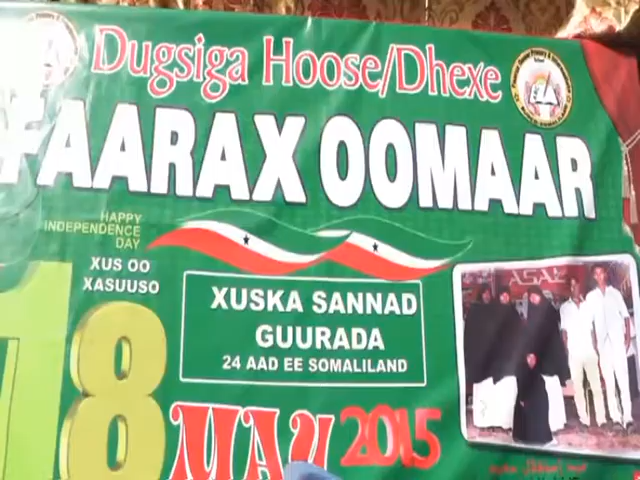 Dugsiga Hoose/Dhexe
FAARAX OOMAAR
HAPPY
INDEPENDENCE
DAY
XUS OO
XASUUSO
XUSKA SANNAD
GUURADA
24 AAD EE SOMALILAND
18
MAY 2015